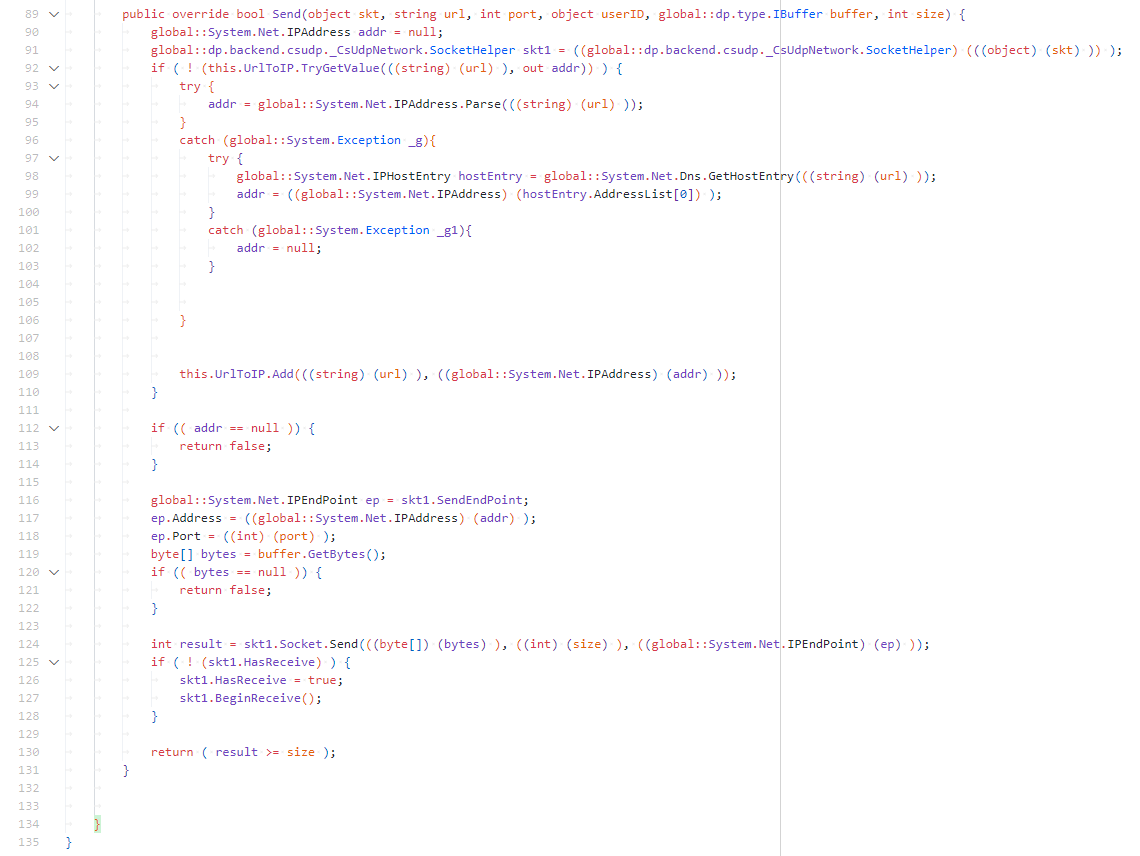 89 public override bool Send(object skt, string url, int port, object userID, global::dp.type.IBuffer buffer, int size) {
90 global::System.Net.IPAddress addr = null;
91 global::dp.backend.csudp._CsUdpNetwork.SocketHelper skt1 = ((global::dp.backend.csudp._CsUdpNetwork.SocketHelper) (((object) (skt) )) );
92 if ( ! (this.UrlToIP.TryGetValue(((string) (url) ), out addr)) ) {
93 try {
94 addr = global::System.Net.IPAddress.Parse(((string) (url) ));
95 }
96 catch (global::System.Exception _g){
97 try {
98 global::System.Net.IPHostEntry hostEntry = global::System.Net.Dns.GetHostEntry(((string) (url) ));
99 addr = ((global::System.Net.IPAddress) (hostEntry.AddressList[0]) );
100 }
101 catch (global::System.Exception _g1){
102 addr = null;
103 }
104
105
106 }
107
108
109 this.UrlToIP.Add(((string) (url) ), ((global::System.Net.IPAddress) (addr) ));
110 }
111
112 if (( addr == null )) {
113 return false;
114 }
115
116 global::System.Net.IPEndPoint ep = skt1.SendEndPoint;
117 ep.Address = ((global::System.Net.IPAddress) (addr) );
118 ep.Port = ((int) (port) );
119 byte[] bytes = buffer.GetBytes();
120 if (( bytes == null )) {
121 return false;
122 }
123
124 int result = skt1.Socket.Send(((byte[]) (bytes) ), ((int) (size) ), ((global::System.Net.IPEndPoint) (ep) ));
125 if ( ! (skt1.HasReceive) ) {
126 skt1.HasReceive = true;
127 skt1.BeginReceive();
128 }
129
130 return ( result >= size );
131 }
132
133
134 }
135 }